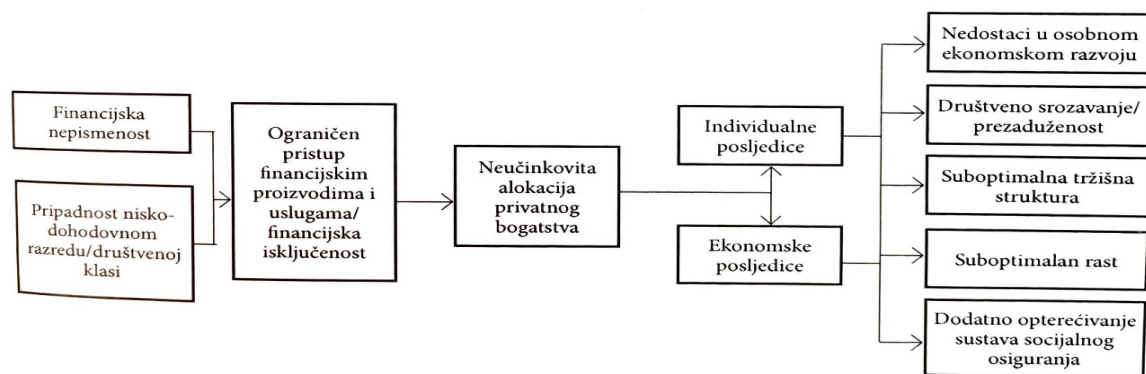 Financijska
nepismenost
Pripadnost nisko-
dohodovnom
razredu/društvenoj
klasi
Ograničen
pristup
financijskim
proizvodima i
uslugama/
financijska
isključenost
Neučinkovita
alokacija
privatnog
bogatstva
Individualne
posljedice
Ekonomske
posljedice
Nedostaci u osobnom
ekonomskom razvoju
Društveno srozavanje/
prezaduženost
Suboptimalna tržišna
struktura
Suboptimalan rast
Dodatno opterećivanje
sustava socijalnog
osiguranja